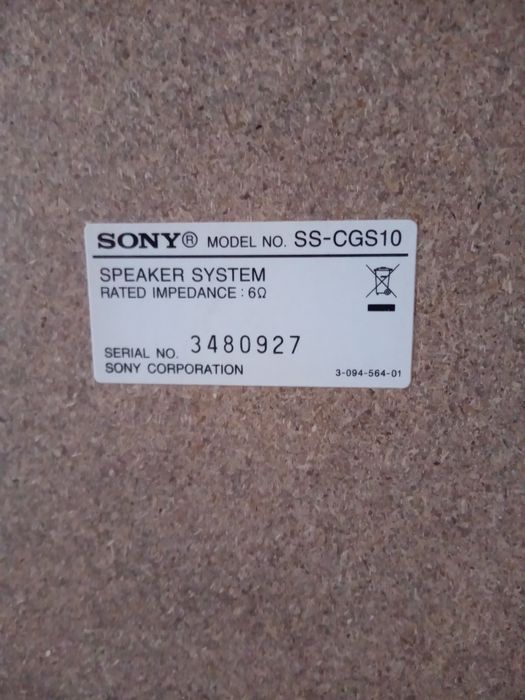 SONY® MODEL NO. SS-CGS10
SPEAKER SYSTEM
RATED IMPEDANCE : 6Ω
SERIAL NO. 3480927
SONY CORPORATION 3-094-564-01